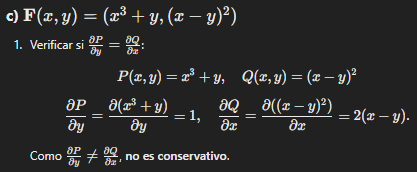 c) F(x, y) = (x³ + y, (x − y)²)
1. Verificar si ∂P/∂y = ∂Q/∂x:
P(x, y) = x³ + y, Q(x, y) = (x − y)²
∂P/∂y = ∂(x³ + y)/∂y = 1, ∂Q/∂x = ∂((x − y)²)/∂x = 2(x − y).
Como ∂P/∂y ≠ ∂Q/∂x, no es conservativo.